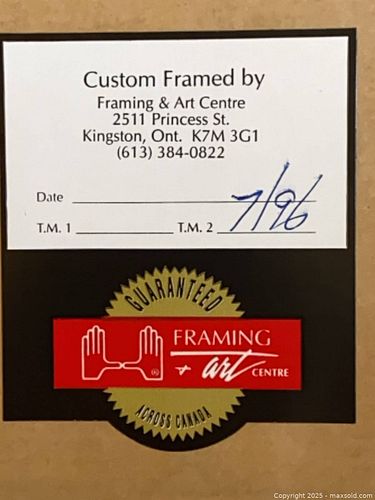 Custom Framed by
Framing & Art Centre
2511 Princess St.
Kingston, Ont. K7M 3G1
(613) 384-0822
Date
T.M. 1 T.M. 2 7/96
GUARANTEED
FRAMING
+ art CENTRE
ACROSS CANADA
Copyright 2025 - maxsold.com